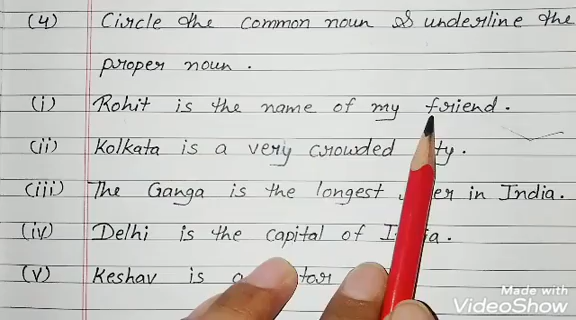 (4) Circle the common noun & underline the
proper noun.
(i) Rohit is the name of my friend.
(ii) Kolkata is a very crowded
(iii) The Ganga is the longest in India.
(iv) Delhi is the capital of
(v) Keshav is a
Made with
VideoShow